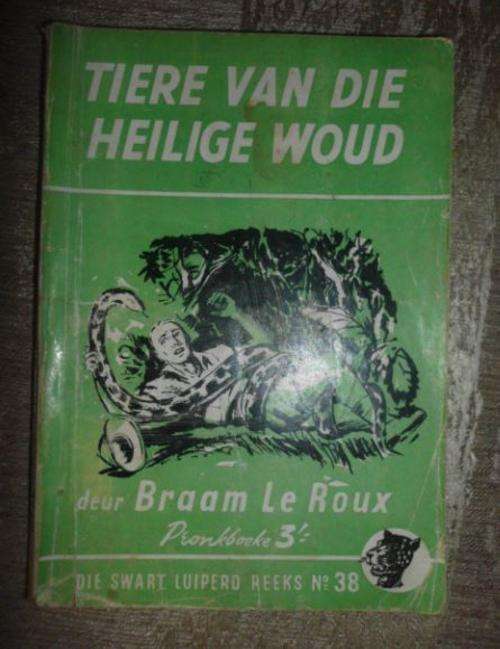 TIERE VAN DIE
HEILIGE WOUD
deur Braam Le Roux
Pronkboeke 3/-
DIE SWART LUIPERD REEKS Nº 38